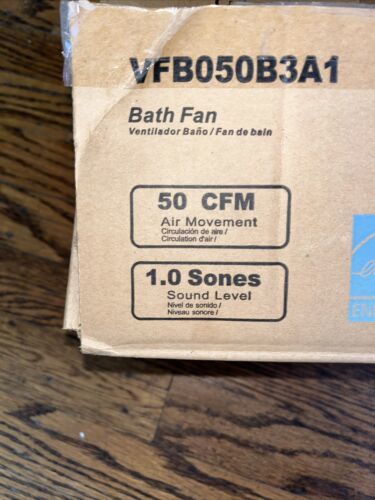 VFB050B3A1
Bath Fan
Ventilador Baño / Fan de bain
50 CFM
Air Movement
Circulación de aire /
Circulation d'air /
1.0 Sones
Sound Level
Nivel de sonido /
Niveau sonore /
EN